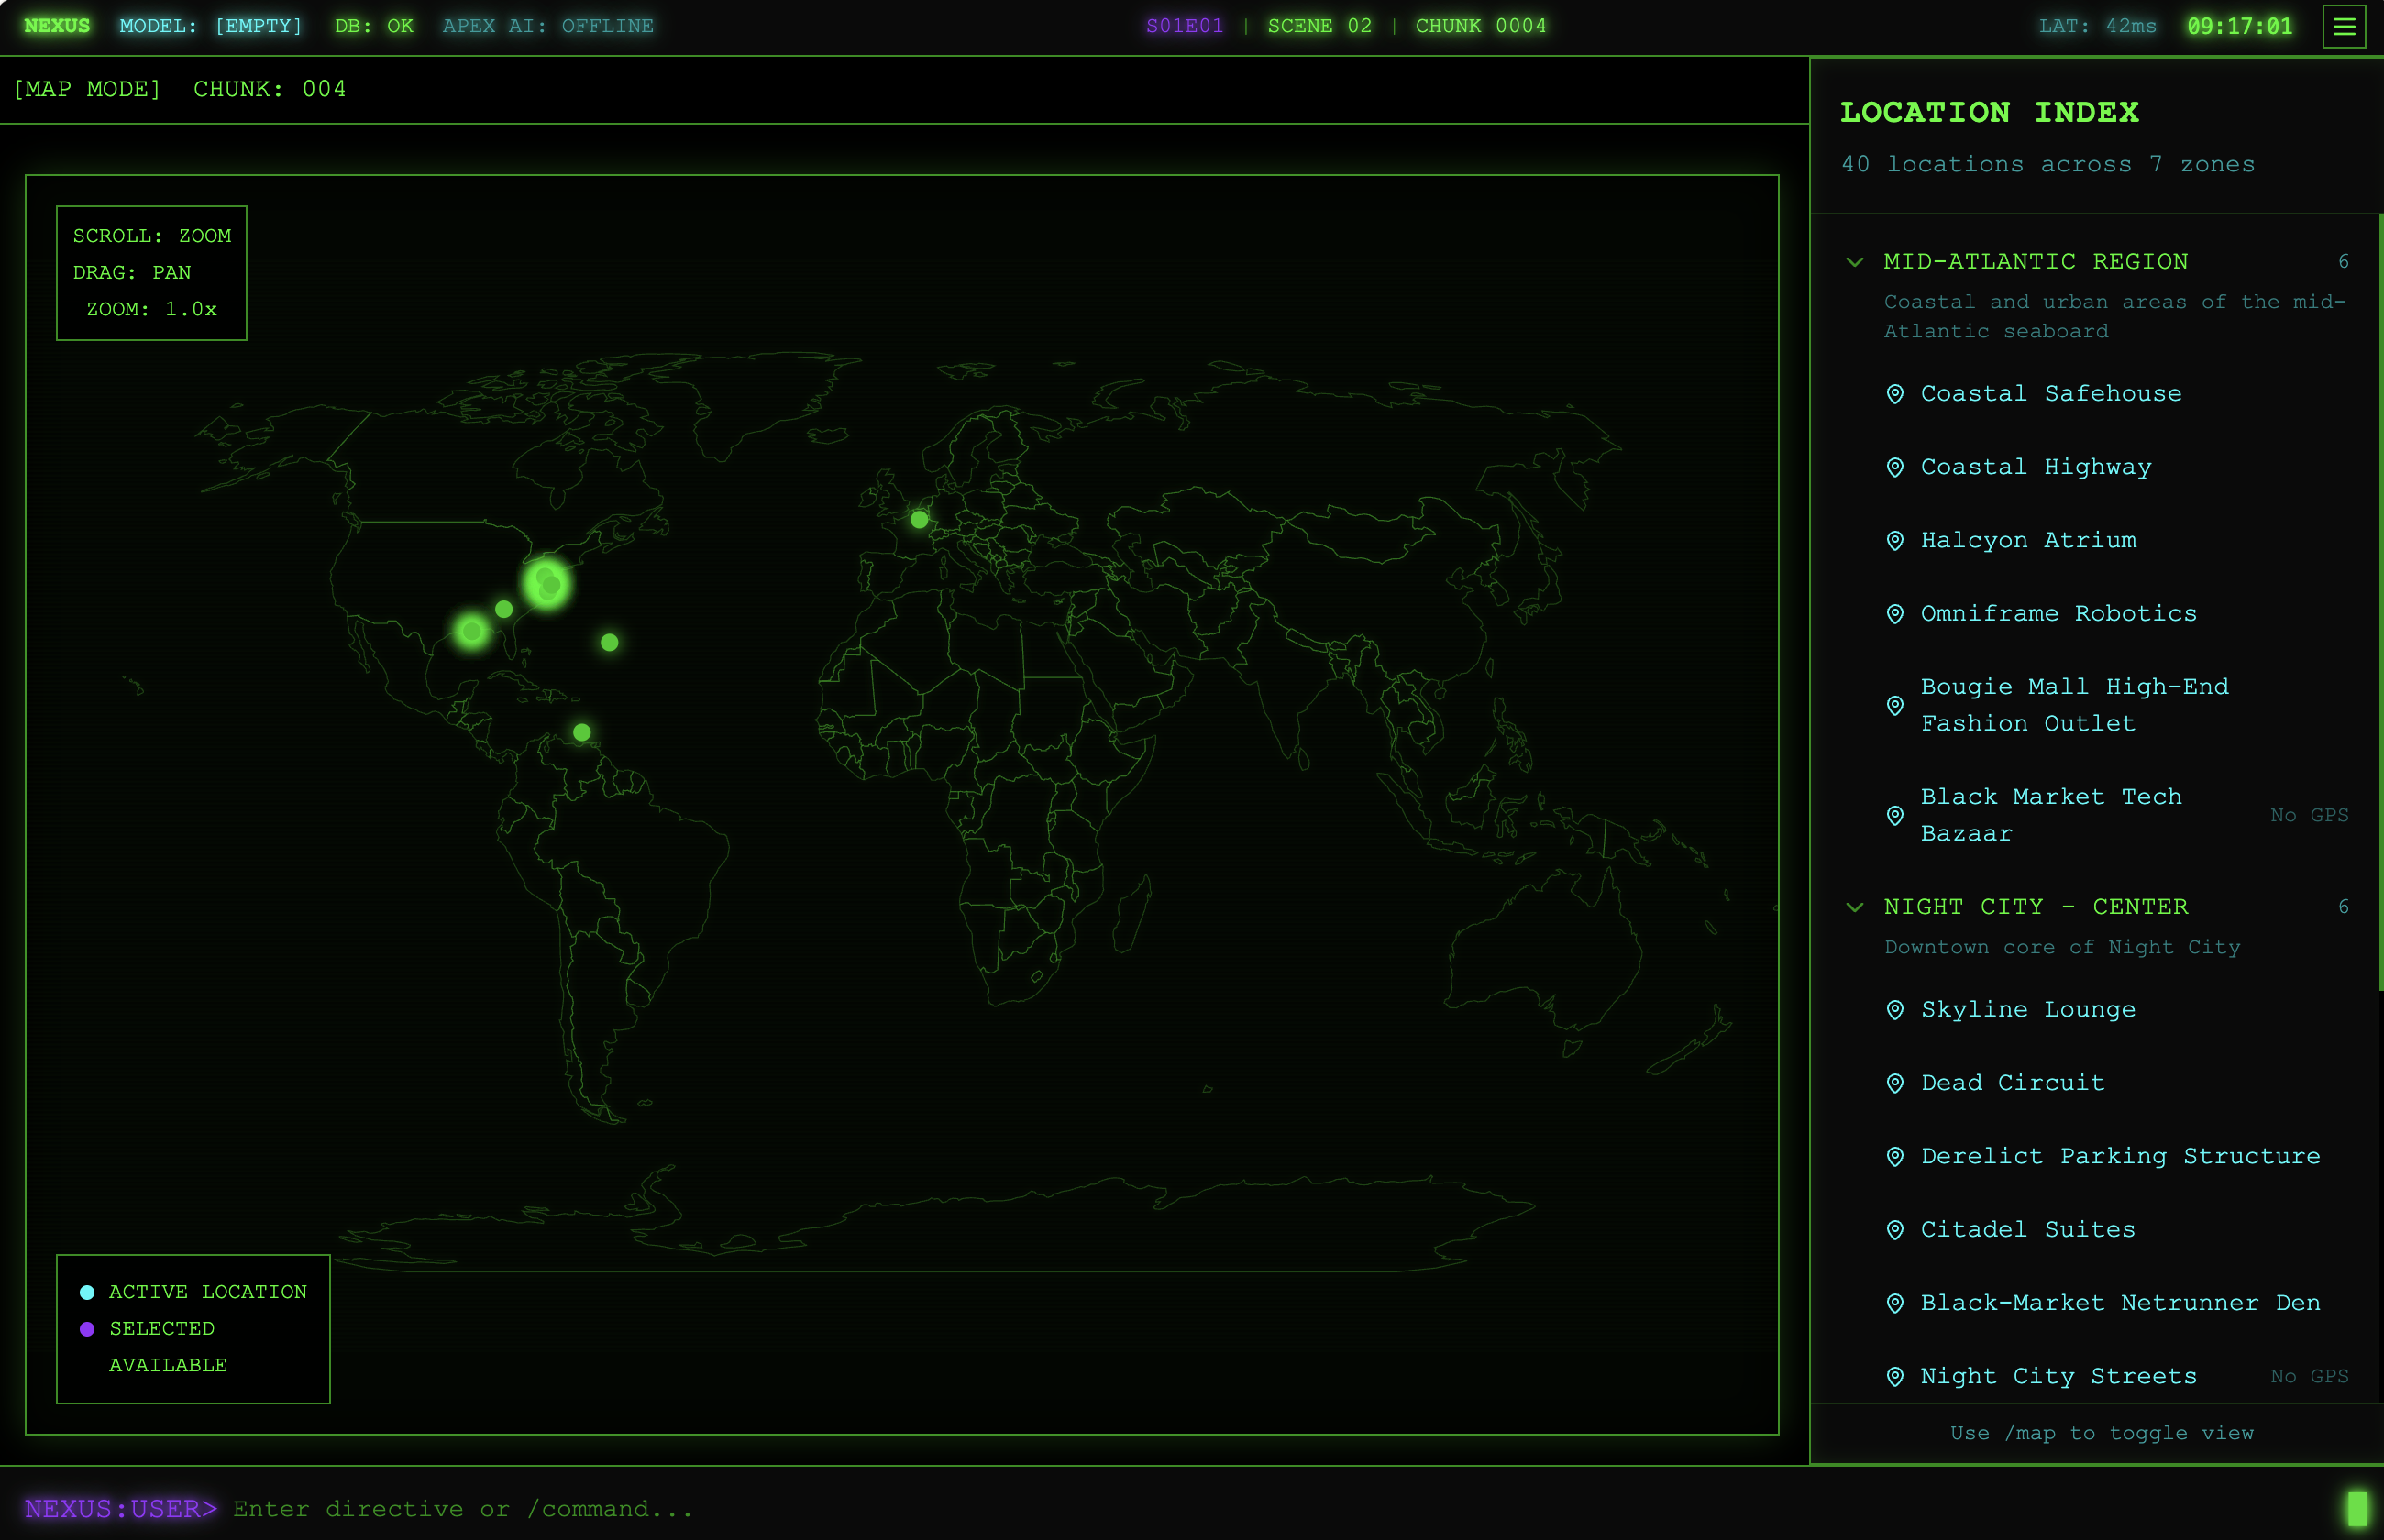 NEXUS MODEL: [EMPTY] DB: OK APEX AI: OFFLINE S01E01 | SCENE 02 | CHUNK 0004 LAT: 42ms 09:17:01
[MAP MODE] CHUNK: 004
SCROLL: ZOOM
DRAG: PAN
ZOOM: 1.0x
ACTIVE LOCATION
SELECTED
AVAILABLE
LOCATION INDEX
40 locations across 7 zones
MID-ATLANTIC REGION 6
Coastal and urban areas of the mid-
Atlantic seaboard
Coastal Safehouse
Coastal Highway
Halcyon Atrium
Omniframe Robotics
Bougie Mall High-End
Fashion Outlet
Black Market Tech
Bazaar
No GPS
NIGHT CITY - CENTER 6
Downtown core of Night City
Skyline Lounge
Dead Circuit
Derelict Parking Structure
Citadel Suites
Black-Market Netrunner Den
Night City Streets No GPS
Use /map to toggle view
NEXUS:USER> Enter directive or /command...